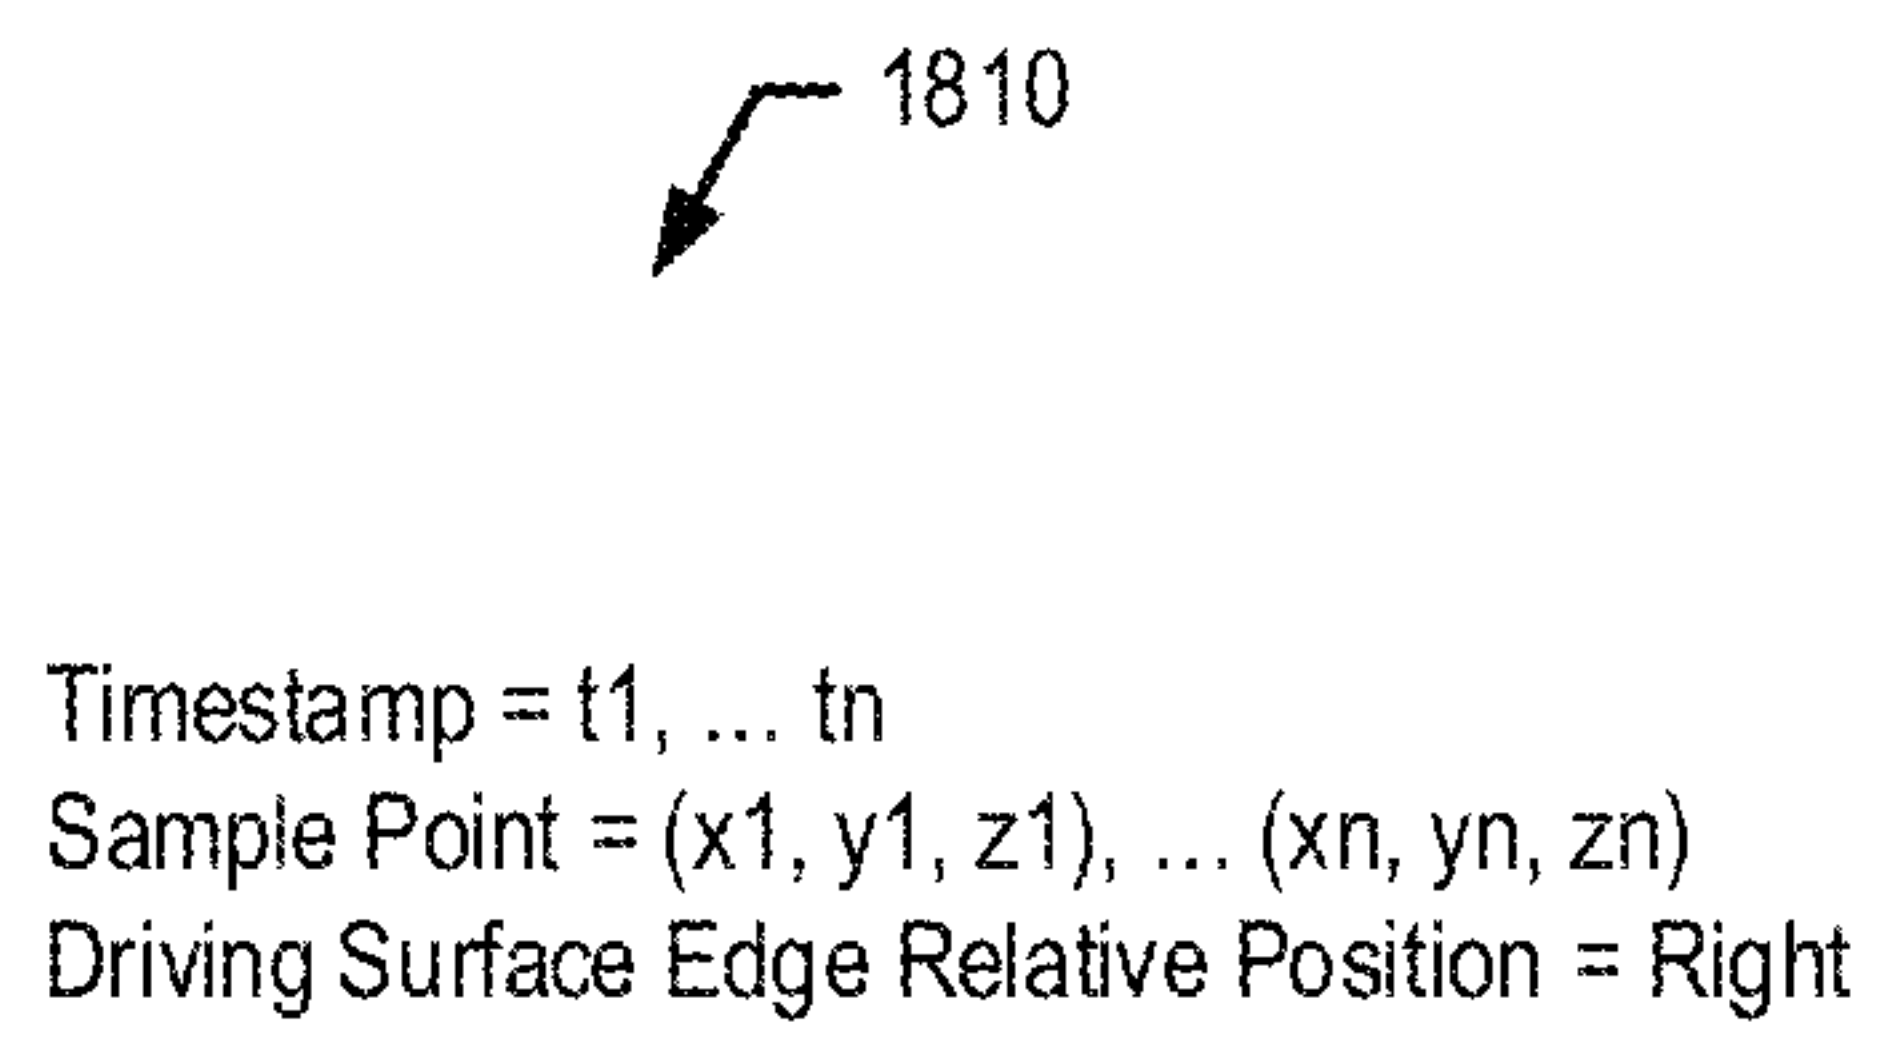 1810
Timestamp = t1, ... tn
Sample Point = (x1, y1, z1), ... (xn, yn, zn)
Driving Surface Edge Relative Position = Right